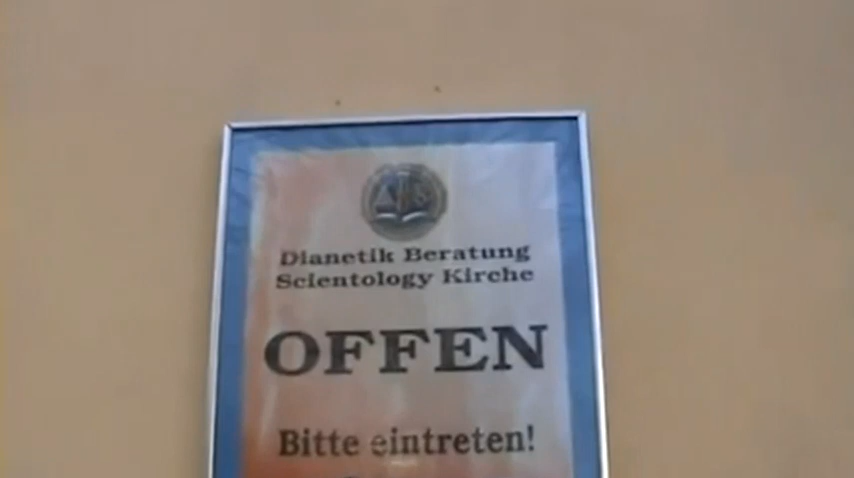 Dianetik Beratung
Scientology Kirche
OFFEN
Bitte eintreten!